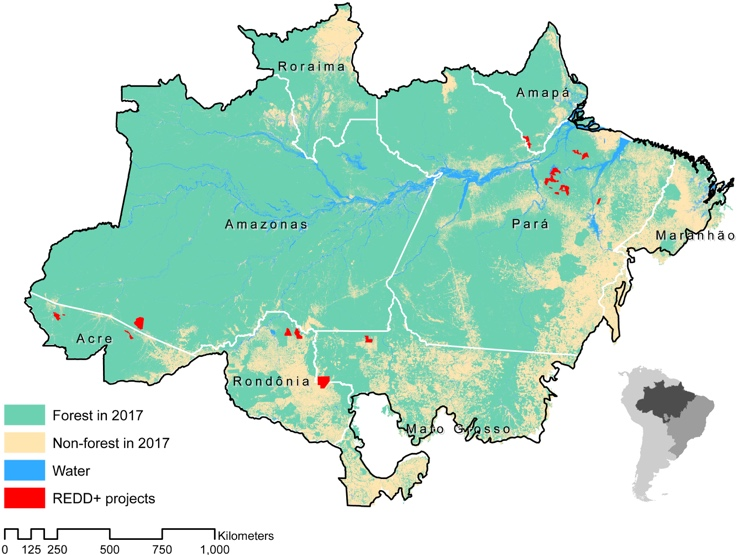 Roraima
Amapá
Amazonas
Pará
Maranhão
Acre
Rondônia
Mato Grosso
Forest in 2017
Non-forest in 2017
Water
REDD+ projects
Kilometers
0 125 250 500 750 1,000